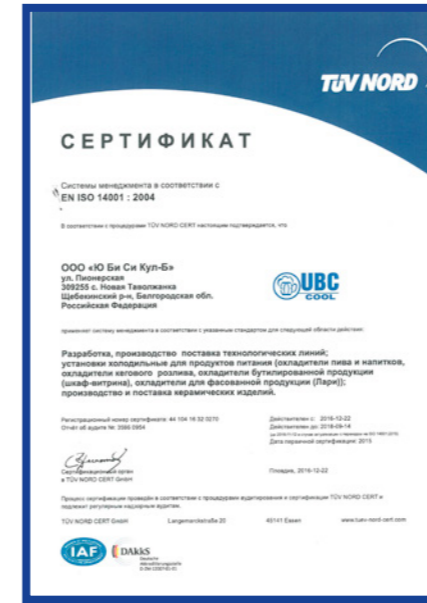 TÜV NORD
СЕРТИФИКАТ
Системы менеджмента в соответствии с
EN ISO 14001 : 2004
В соответствии с процедурами TÜV NORD CERT настоящим подтверждается, что
ООО «Ю Би Си Кул-Б»
ул. Пионерская
309255 с. Новая Таволжанка
Щебекинский р-н, Белгородская обл.
Российская Федерация
UBC
COOL
применяет систему менеджмента в соответствии с указанным стандартом для следующей области действия:
Разработка, производство поставка технологических линий;
установки холодильные для продуктов питания (охладители пива и напитков,
охладители кегового розлива, охладители бутилированной продукции
(шкаф-витрина), охладители для фасованной продукции (Лари));
производство и поставка керамических изделий.
Регистрационный номер сертификата: 44 104 16 32 0270
Отчёт об аудите № 3566 0954
Действителен с: 2016-12-22
Действителен до: 2018-09-14
Дата первичной сертификации: 2015
Сертификационный орган
в TÜV NORD CERT GmbH
Пловдив, 2016-12-22
Процесс сертификации проведён в соответствии с процедурами аудитирования и сертификации TÜV NORD CERT и
подлежит регулярным надзорным аудитам.
TÜV NORD CERT GmbH Langemarckstraße 20 45141 Essen www.tuev-nord-cert.com
IAF
DAkkS
Deutsche
Akkreditierungsstelle